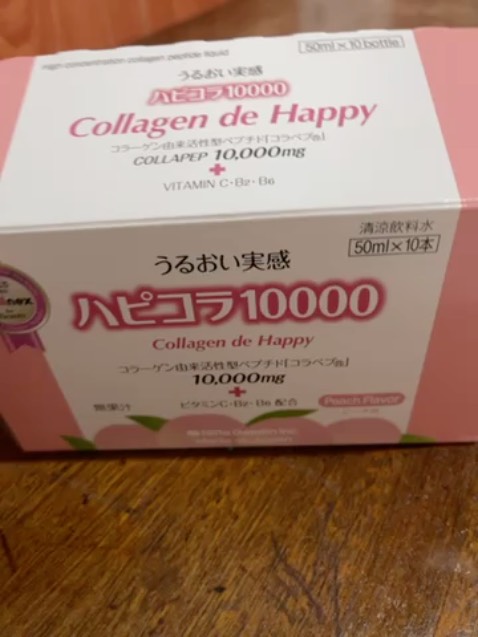 High concentration collagen peptide liquid
50ml×10 bottle
うるおい実感
ハピコラ10000
Collagen de Happy
コラーゲン由来活性型ペプチド[コラペプ®]
COLLAPEP 10,000mg
+
VITAMIN C・B2・B6
清涼飲料水
50ml×10本
うるおい実感
ハピコラ10000
Collagen de Happy
コラーゲン由来活性型ペプチド[コラペプ®]
10,000mg
+
ビタミンC・B2・B6 配合
無果汁
Peach Flavor
Nitta Gelatin Inc.